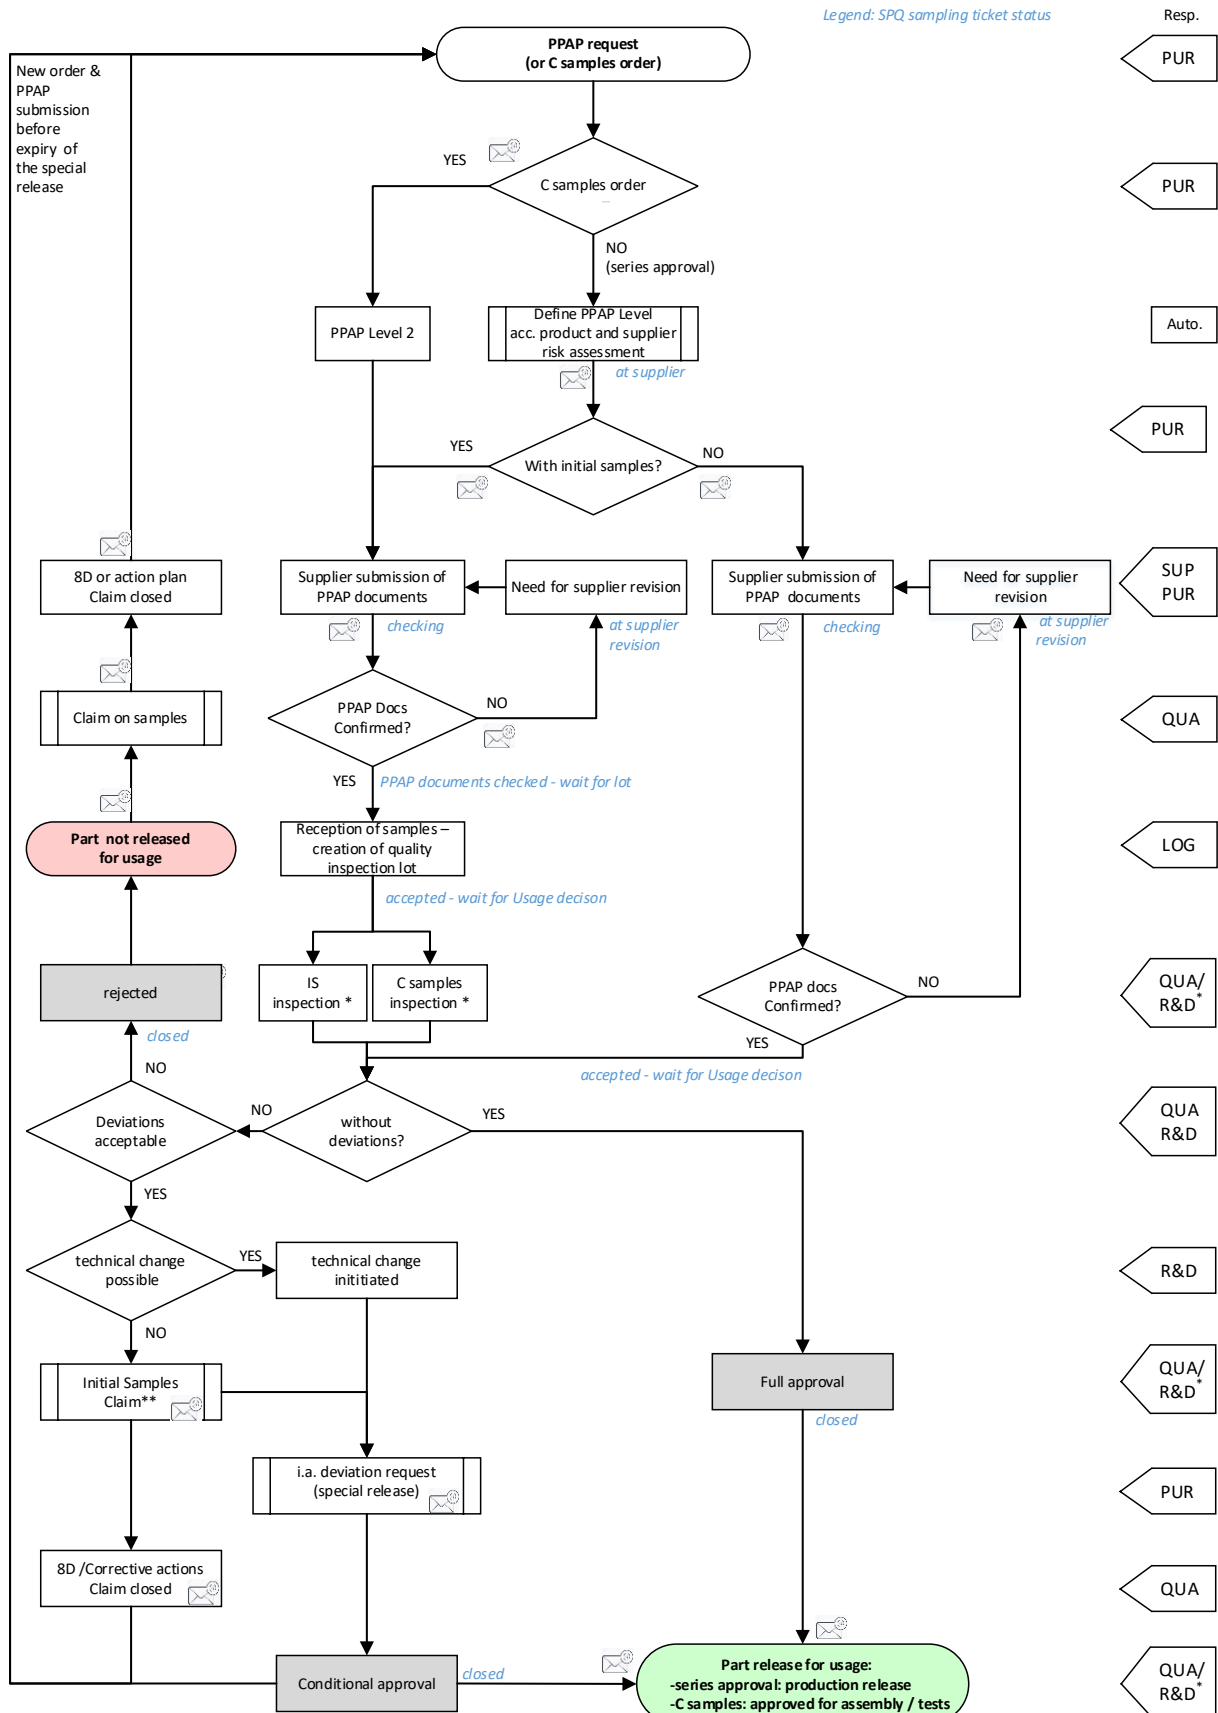 Legend: SPQ sampling ticket status
Resp.
PPAP request
(or C samples order)
PUR
New order &
PPAP
submission
before
expiry of
the special
release
YES
C samples order
PUR
NO
(series approval)
PPAP Level 2
Define PPAP Level
acc. product and supplier
risk assessment
Auto.
at supplier
PUR
YES
With initial samples?
NO
8D or action plan
Claim closed
Supplier submission of
PPAP documents
Need for supplier revision
Supplier submission of
PPAP documents
Need for supplier
revision
SUP
PUR
checking
at supplier
revision
checking
at supplier
revision
Claim on samples
PPAP Docs
Confirmed?
NO
QUA
YES
PPAP documents checked - wait for lot
Part not released
for usage
Reception of samples –
creation of quality
inspection lot
LOG
accepted - wait for Usage decison
rejected
IS
inspection *
C samples
inspection *
PPAP docs
Confirmed?
NO
QUA/
R&D*
closed
YES
NO
accepted - wait for Usage decison
Deviations
acceptable
NO
without
deviations?
YES
QUA
R&D
YES
technical change
possible
YES
technical change
inititiated
R&D
NO
Initial Samples
Claim**
Full approval
QUA/
R&D*
closed
i.a. deviation request
(special release)
PUR
8D /Corrective actions
Claim closed
QUA
Conditional approval
closed
Part release for usage:
-series approval: production release
-C samples: approved for assembly / tests
QUA/
R&D*